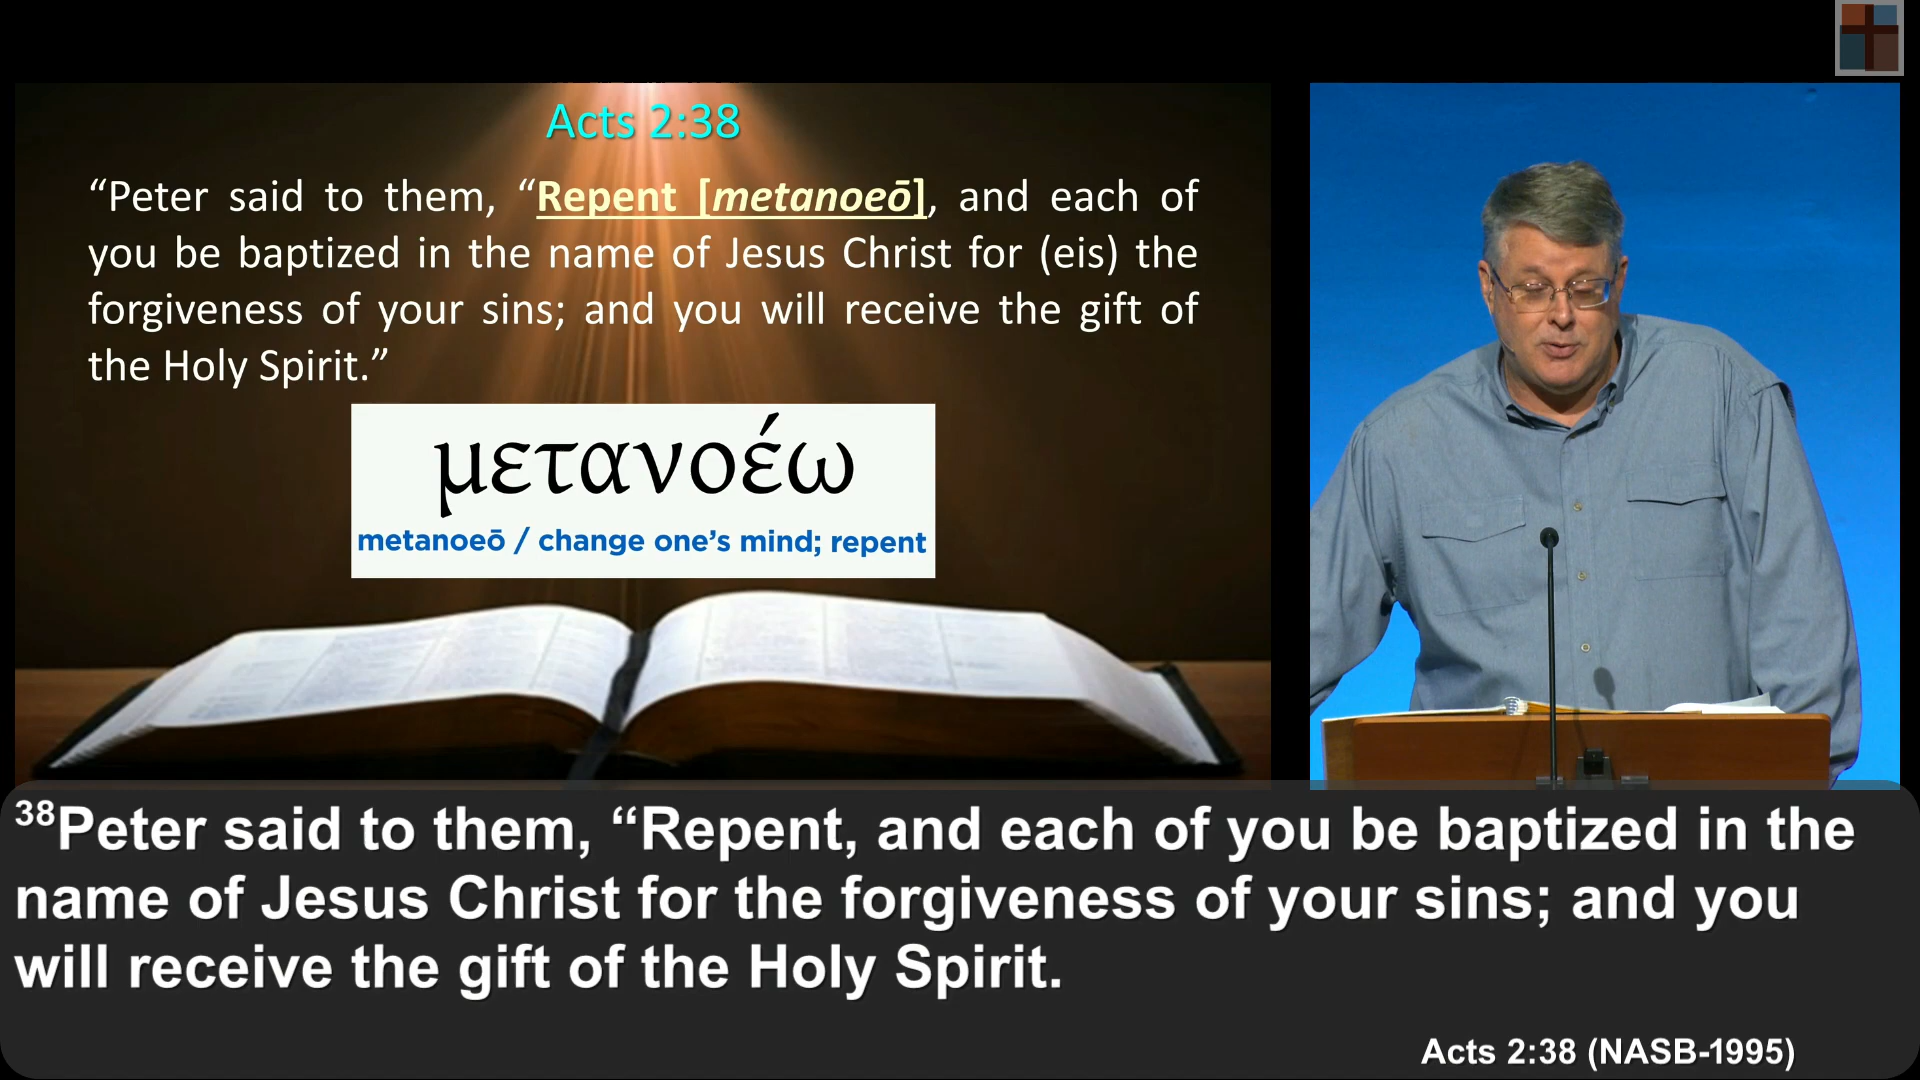 Acts 2:38
“Peter said to them, “Repent [metanoeō], and each of
you be baptized in the name of Jesus Christ for (eis) the
forgiveness of your sins; and you will receive the gift of
the Holy Spirit.”
μετανοέω
metanoeō / change one’s mind; repent
38Peter said to them, “Repent, and each of you be baptized in the
name of Jesus Christ for the forgiveness of your sins; and you
will receive the gift of the Holy Spirit.
Acts 2:38 (NASB-1995)